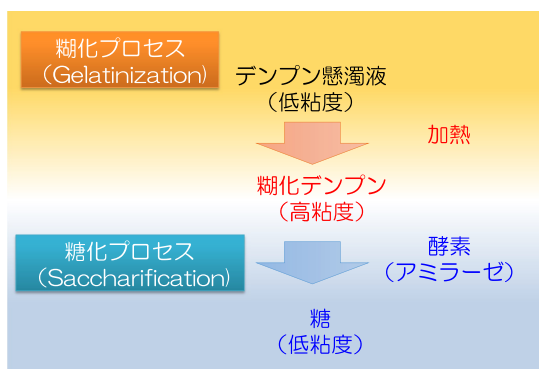 糊化プロセス
（Gelatinization)
デンプン懸濁液
（低粘度）
加熱
糊化デンプン
（高粘度）
糖化プロセス
（Saccharification)
酵素
（アミラーゼ）
糖
（低粘度）